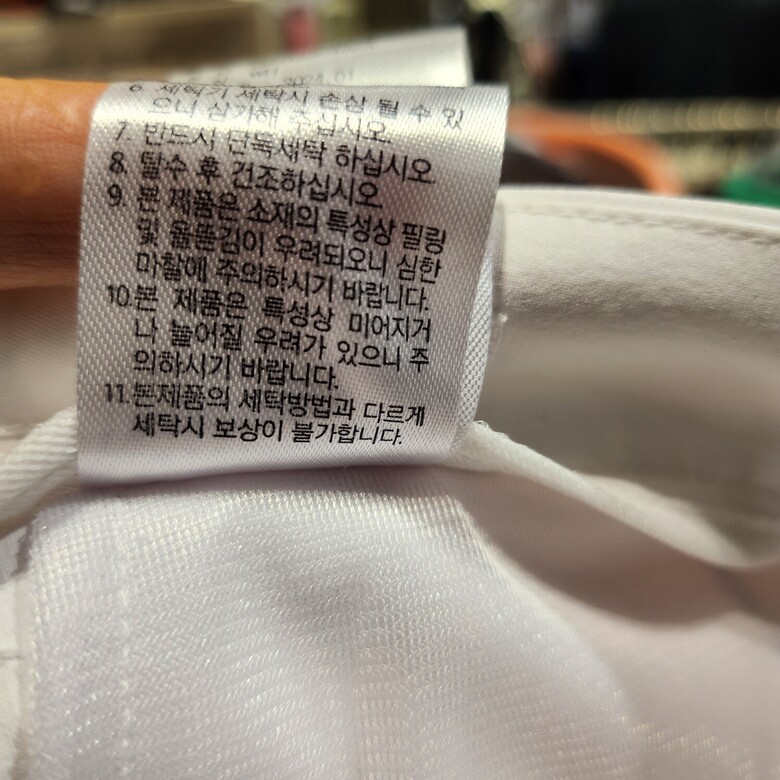 2024.01
6. 세탁기 세탁시 손상 될 수 있
으니 삼가해 주십시오.
7. 반드시 단독세탁 하십시오.
8. 탈수 후 건조하십시오
9. 본 제품은 소재의 특성상 필링
및 올뜯김이 우려되오니 심한
마찰에 주의하시기 바랍니다.
10. 본 제품은 특성상 미어지거
나 늘어질 우려가 있으니 주
의하시기 바랍니다.
11. 본제품의 세탁방법과 다르게
세탁시 보상이 불가합니다.